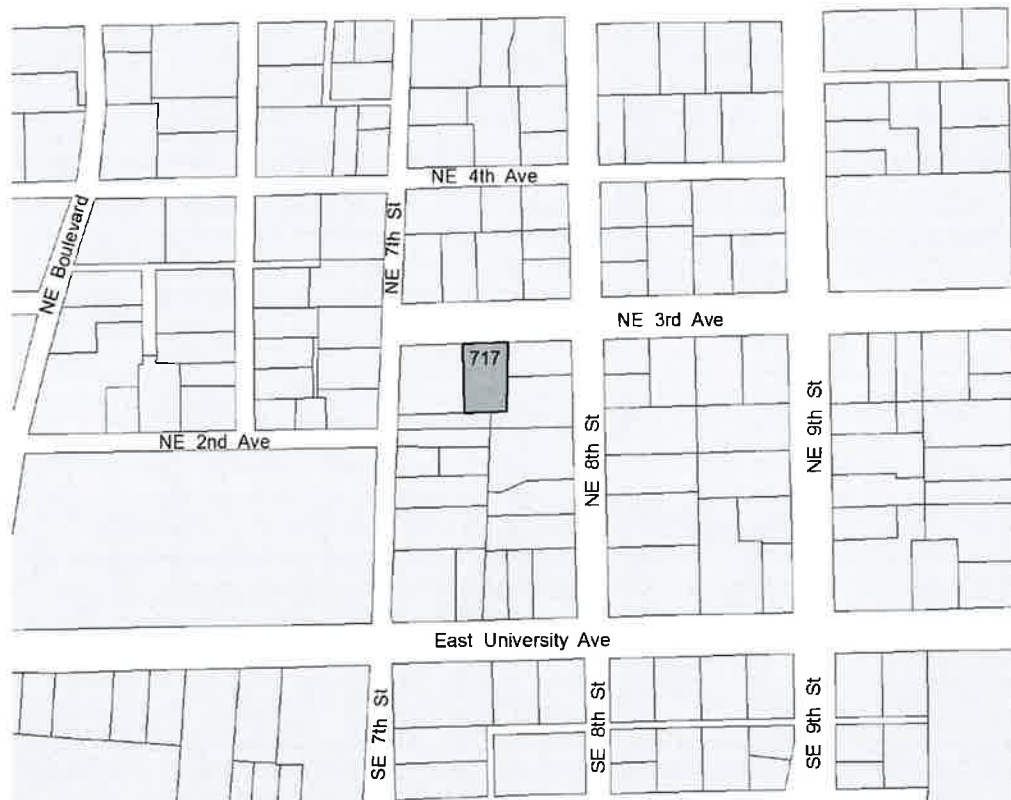 NE 4th Ave
NE Boulevard
NE 7th St
NE 3rd Ave
717
NE 8th St
NE 9th St
NE 2nd Ave
East University Ave
SE 7th St
SE 8th St
SE 9th St